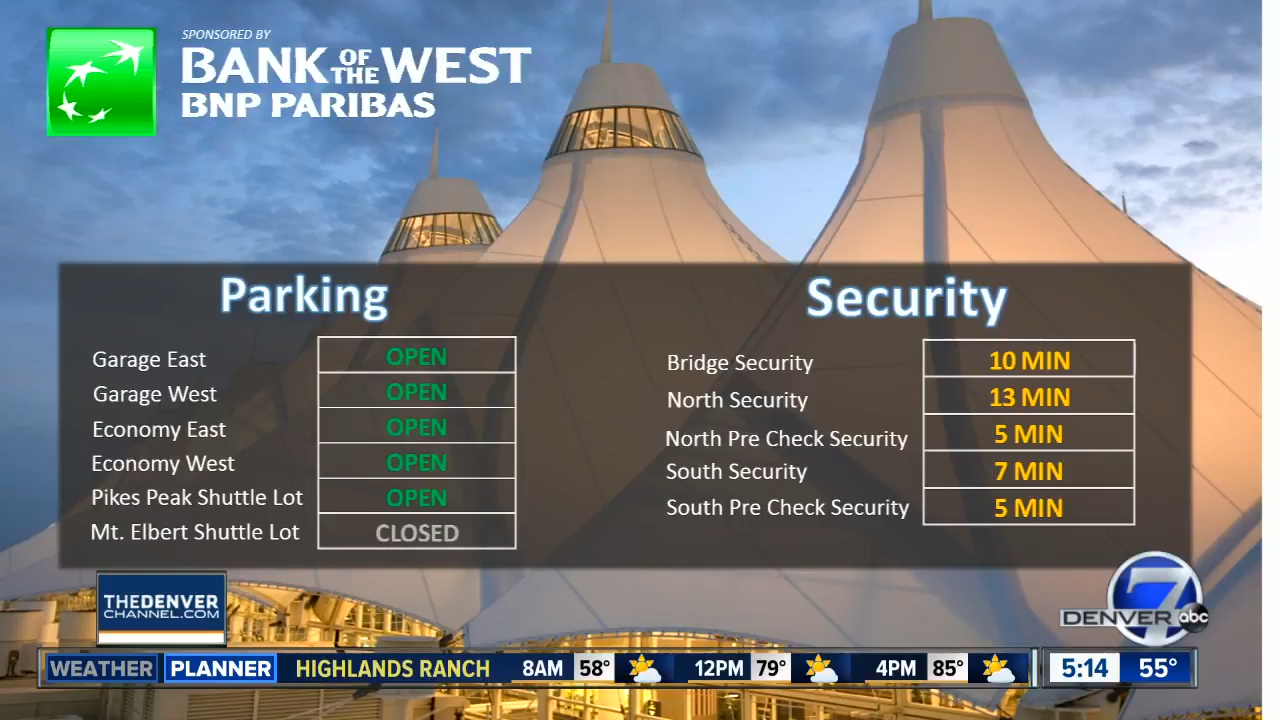 SPONSORED BY
BANK OF THE WEST
BNP PARIBAS
Parking
Garage East OPEN
Garage West OPEN
Economy East OPEN
Economy West OPEN
Pikes Peak Shuttle Lot OPEN
Mt. Elbert Shuttle Lot CLOSED
Security
Bridge Security 10 MIN
North Security 13 MIN
North Pre Check Security 5 MIN
South Security 7 MIN
South Pre Check Security 5 MIN
THEDENVER
CHANNEL.COM
DENVER 7 abc
WEATHER PLANNER HIGHLANDS RANCH 8AM 58° 12PM 79° 4PM 85° 5:14 55°